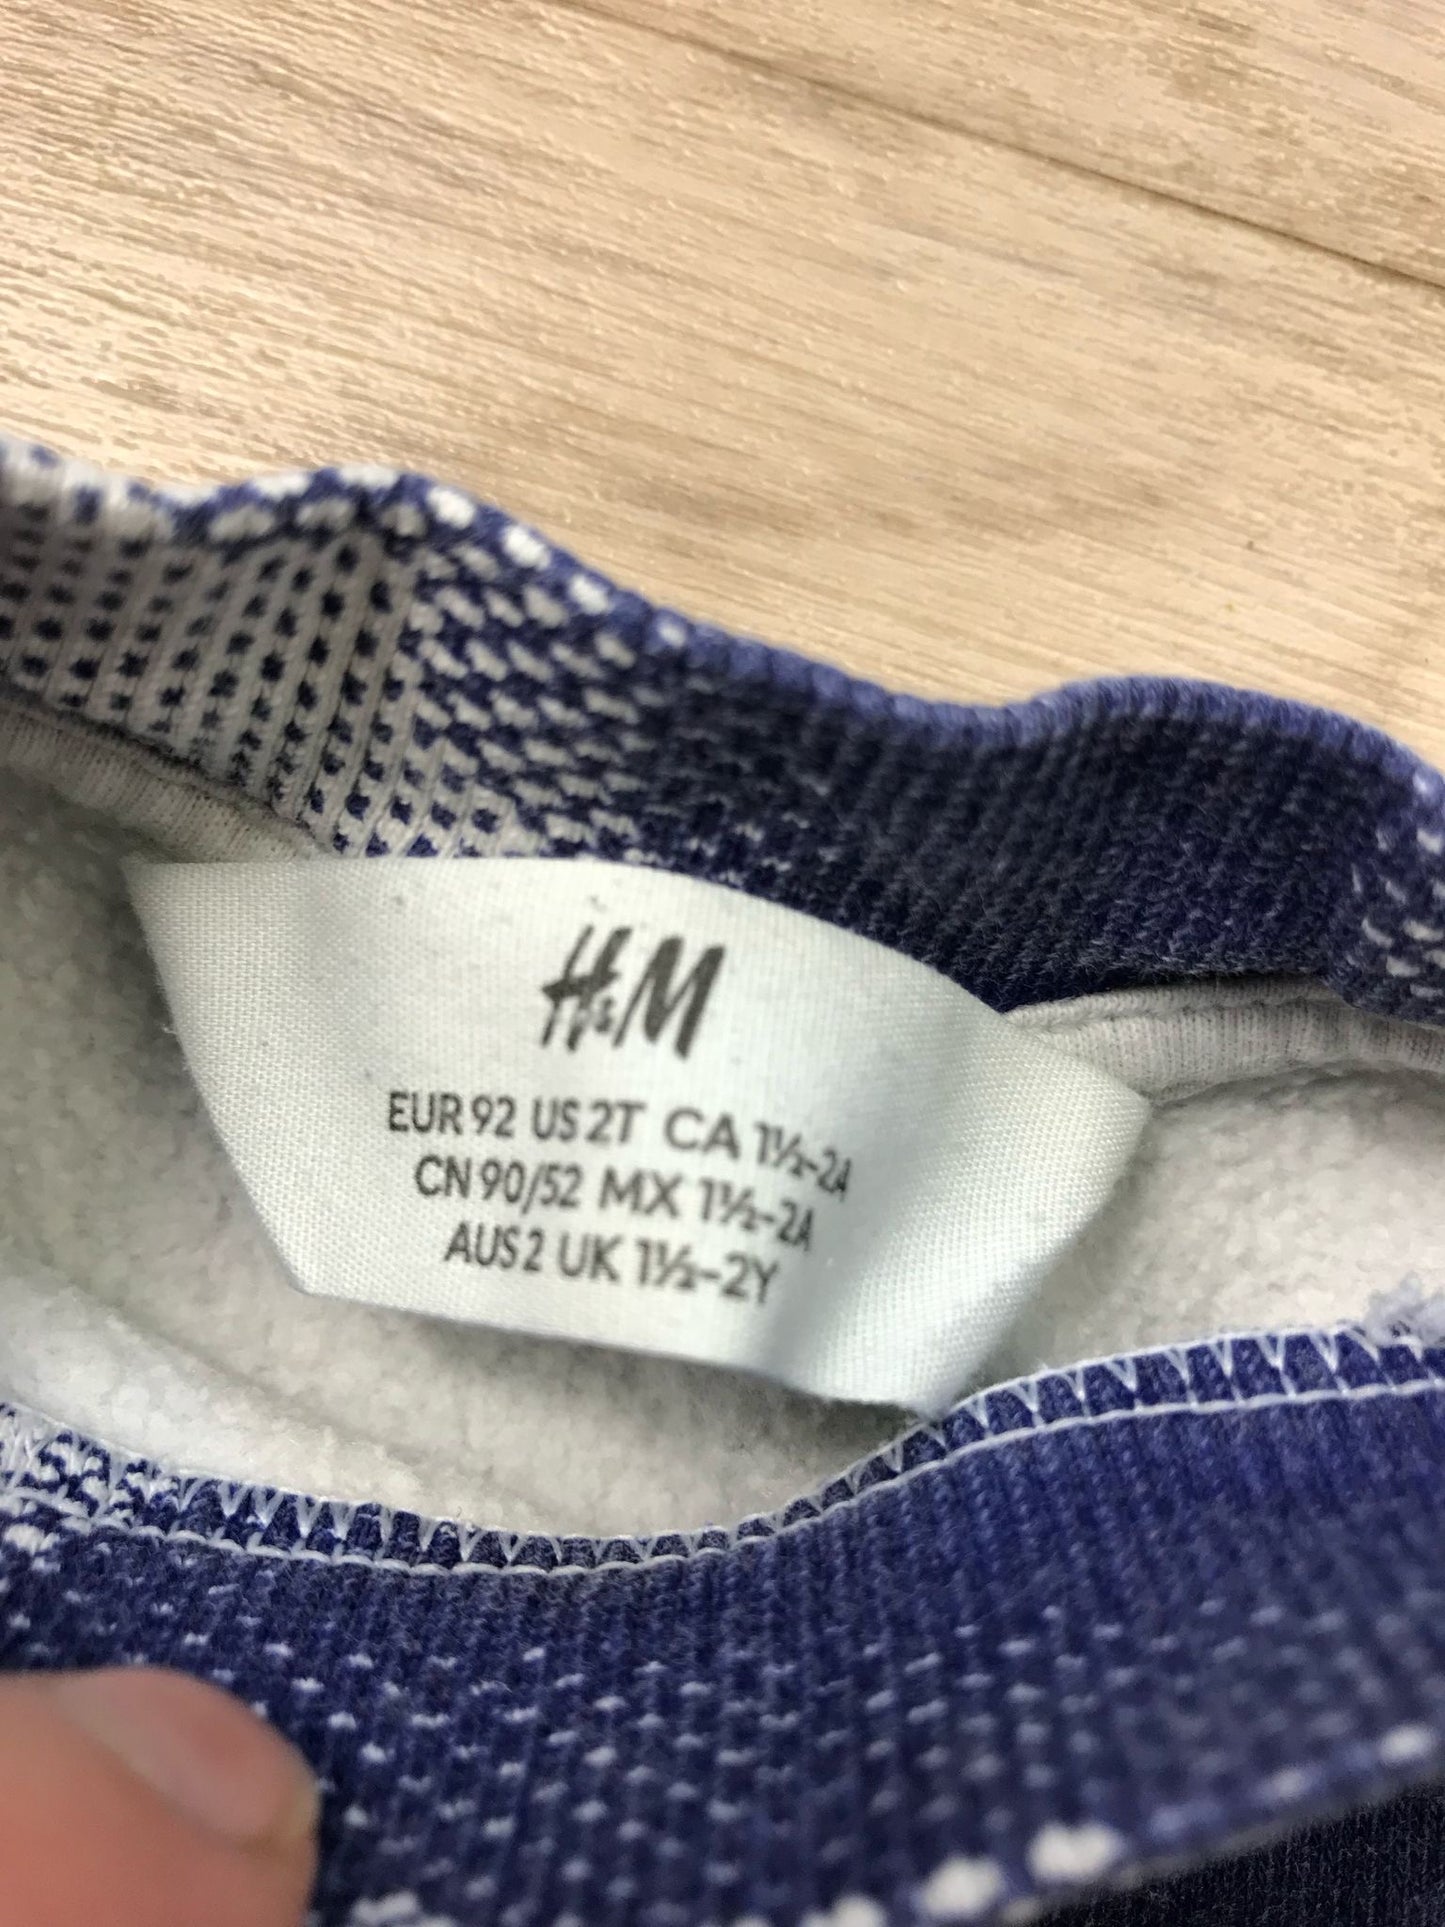 H&M
EUR 92 US 2T CA 1½-2A
CN 90/52 MX 1½-2A
AUS 2 UK 1½-2Y